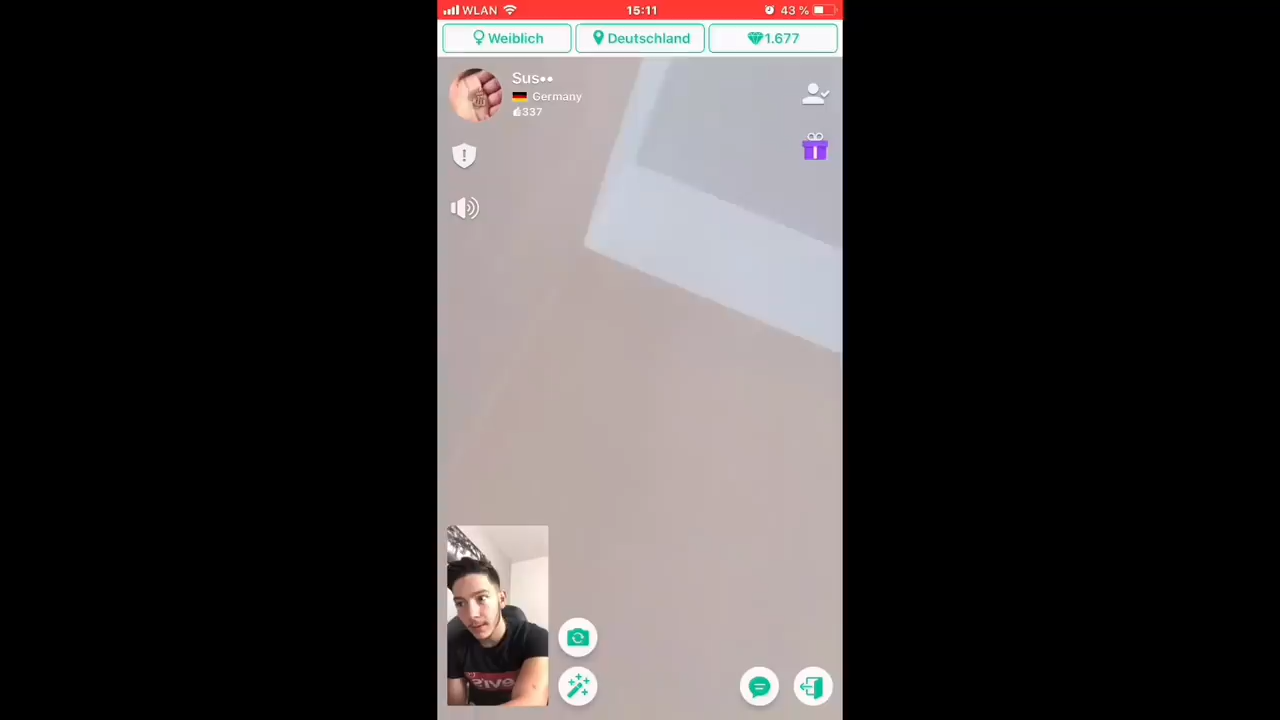 WLAN 15:11 43 %
Weiblich Deutschland 1.677
Sus••
Germany
337